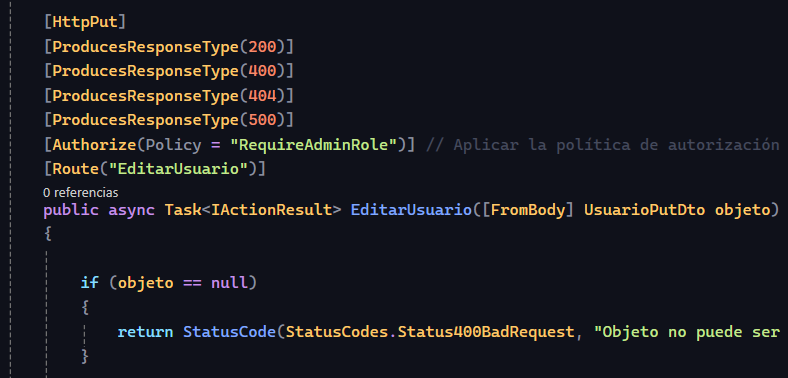 [HttpPut]
[ProducesResponseType(200)]
[ProducesResponseType(400)]
[ProducesResponseType(404)]
[ProducesResponseType(500)]
[Authorize(Policy = "RequireAdminRole")] // Aplicar la política de autorización
[Route("EditarUsuario")]
0 referencias
public async Task<IActionResult> EditarUsuario([FromBody] UsuarioPutDto objeto)
{
if (objeto == null)
{
return StatusCode(StatusCodes.Status400BadRequest, "Objeto no puede ser
}